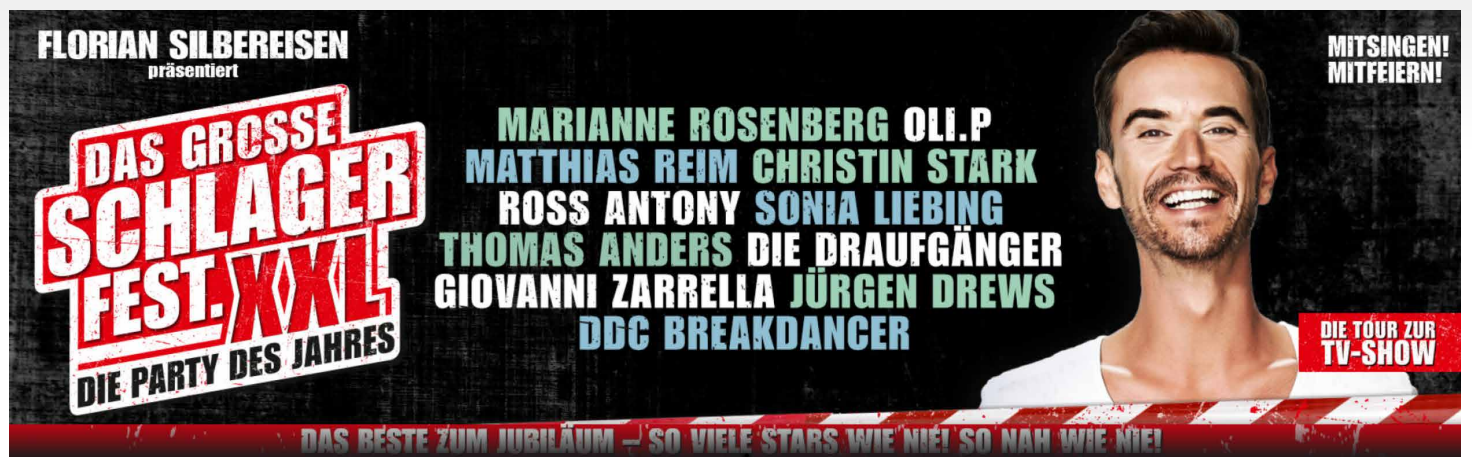 FLORIAN SILBEREISEN
präsentiert
DAS GROSSE
SCHLAGER
FEST.XXL
DIE PARTY DES JAHRES
MARIANNE ROSENBERG OLI.P
MATTHIAS REIM CHRISTIN STARK
ROSS ANTONY SONIA LIEBING
THOMAS ANDERS DIE DRAUFGÄNGER
GIOVANNI ZARRELLA JÜRGEN DREWS
DDC BREAKDANCER
MITSINGEN!
MITFEIERN!
DIE TOUR ZUR
TV-SHOW
DAS BESTE ZUM JUBILÄUM – SO VIELE STARS WIE NIE! SO NAH WIE NIE!